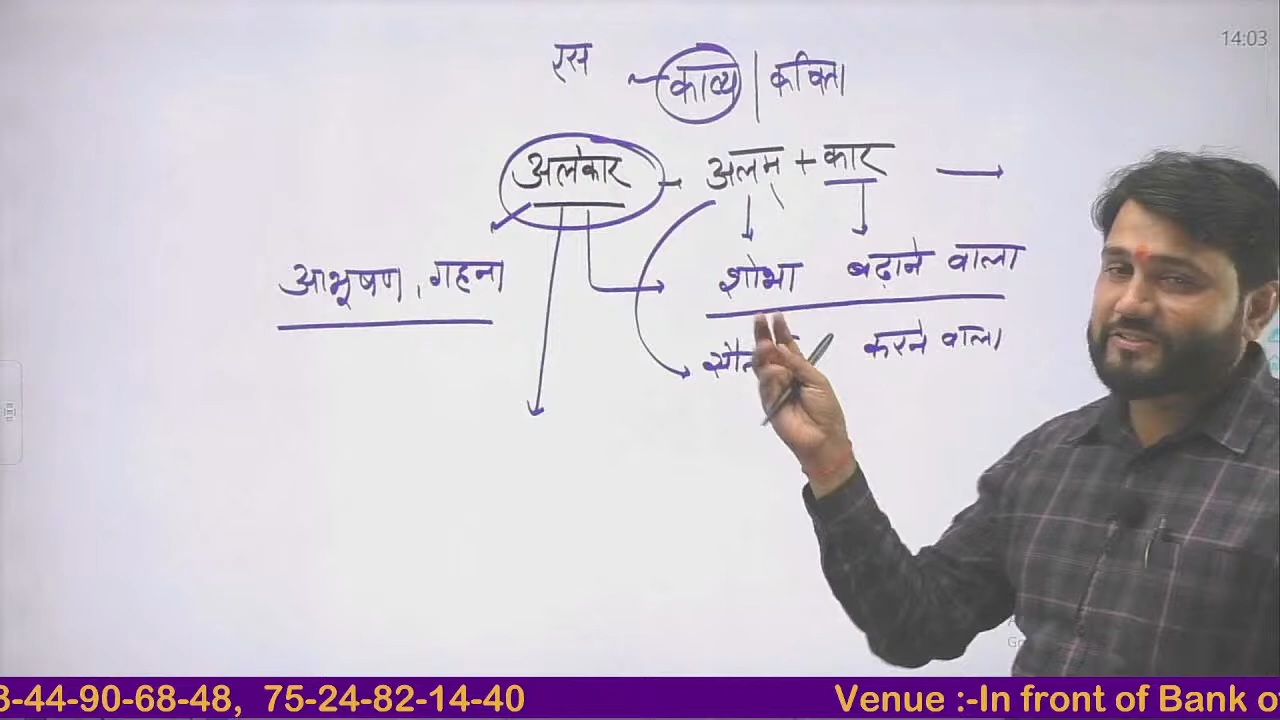 14:03
रस काव्य | कविता
अलंकार - अलम् + कार
आभूषण, गहना
शोभा बढ़ाने वाला
करने वाला
8-44-90-68-48, 75-24-82-14-40 Venue :-In front of Bank o